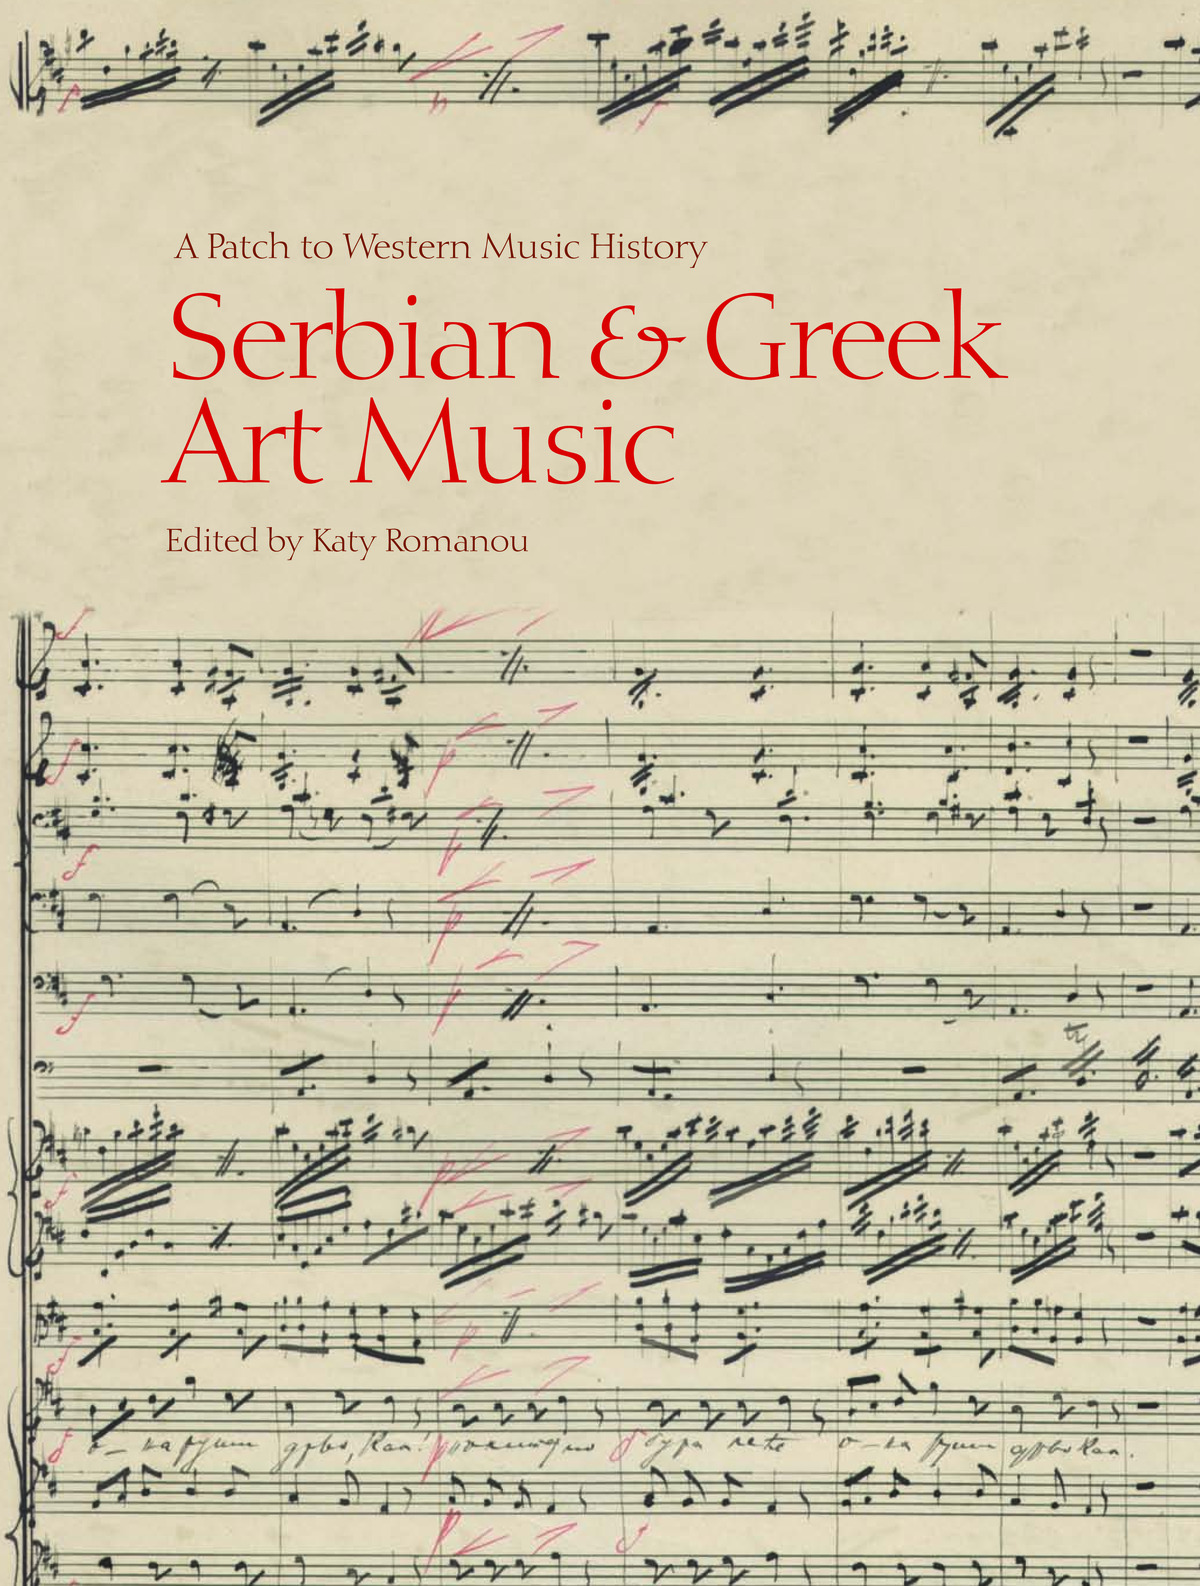 A Patch to Western Music History
Serbian & Greek
Art Music
Edited by Katy Romanou